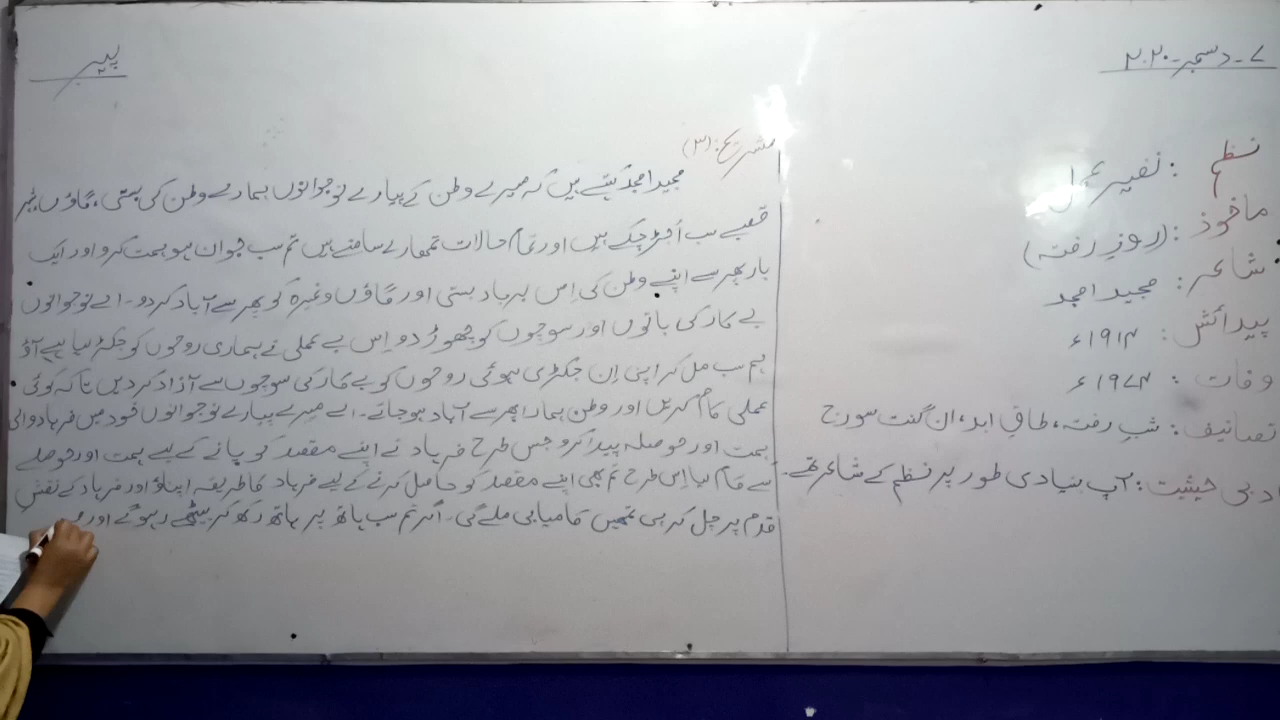 ۷-دسمبر-۲۰۲۰
پیر
نظم : نفیر عمل
ماخوذ : (روزِ رفتہ)
شاعر : مجید امجد
پیدائش : ۱۹۱۴ء
وفات : ۱۹۷۴ء
تصانیف : شبِ رفتہ، طاقِ ابد، ان گنت سورج
ادبی حیثیت : آپ بنیادی طور پر نظم کے شاعر تھے۔
تشریح: (۳)
مجید امجد کہتے ہیں کہ میرے وطن کے پیارے نوجوانوں ہمارے وطن کی بستی، گاؤں شہر
قصبے سب اُجڑ چکے ہیں اور تمام حالات تمھارے سامنے ہیں تم سب جوان ہو ہمت کرو اور ایک
بار پھر سے اپنے وطن کی اِس برباد بستی اور گاؤں وغیرہ کو پھر سے آباد کر دو۔ اے نوجوانوں
بے کار کی باتوں اور سوچوں کو چھوڑ دو اِس بے عملی نے ہماری روحوں کو جکڑ لیا ہے آؤ
ہم سب مل کر اپنی اِن جکڑی ہوئی روحوں کو بے کار کی سوچوں سے آزاد کر دیں تاکہ کوئی
عملی کام کریں اور وطن ہمارا پھر سے آباد ہو جائے۔ اے میرے پیارے نوجوانوں خود میں فرہاد والی
ہمت اور حوصلہ پیدا کرو جس طرح فرہاد نے اپنے مقصد کو پانے کے لیے ہمت اور حوصلے
سے کام لیا اِس طرح تم بھی اپنے مقصد کو حاصل کرنے کے لیے فرہاد کا طریقہ اپناؤ اور فرہاد کے نقشِ
قدم پر چل کر ہی تمھیں کامیابی ملے گی۔ اگر تم سب ہاتھ پر ہاتھ رکھ کر بیٹھے رہو گے اور